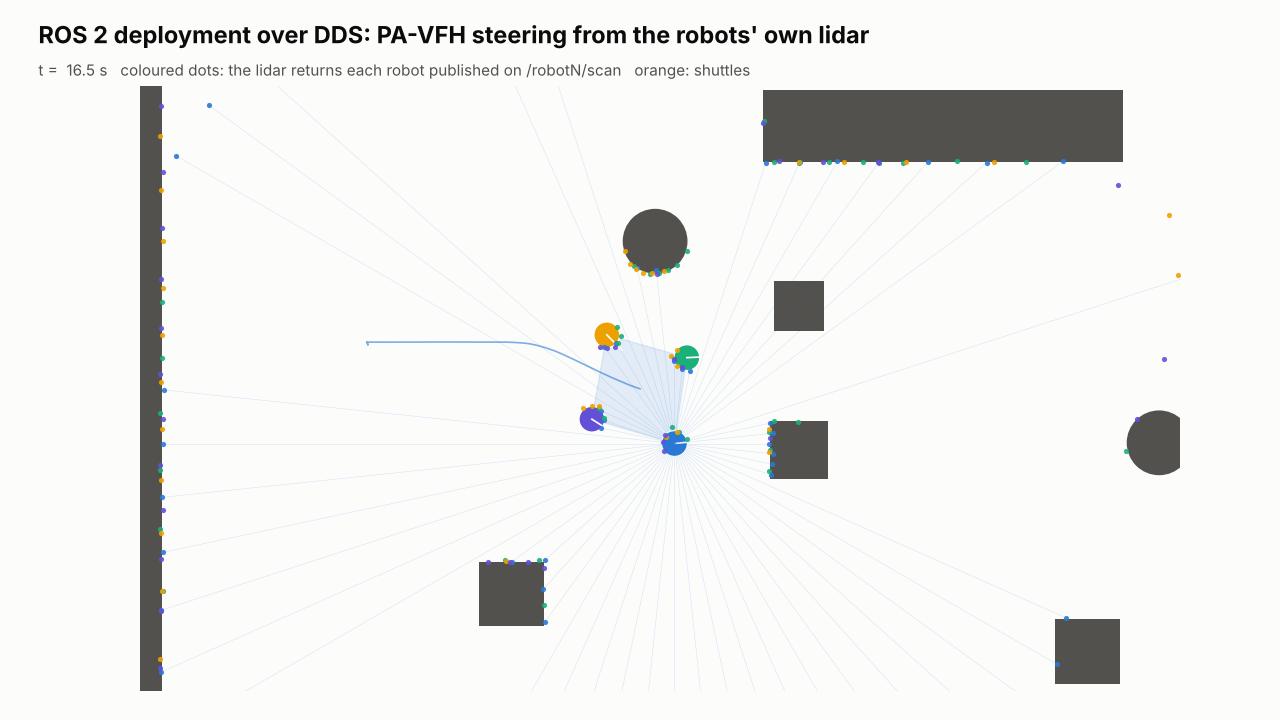 ROS 2 deployment over DDS: PA-VFH steering from the robots' own lidar
t =  16.5 s   coloured dots: the lidar returns each robot published on /robotN/scan   orange: shuttles